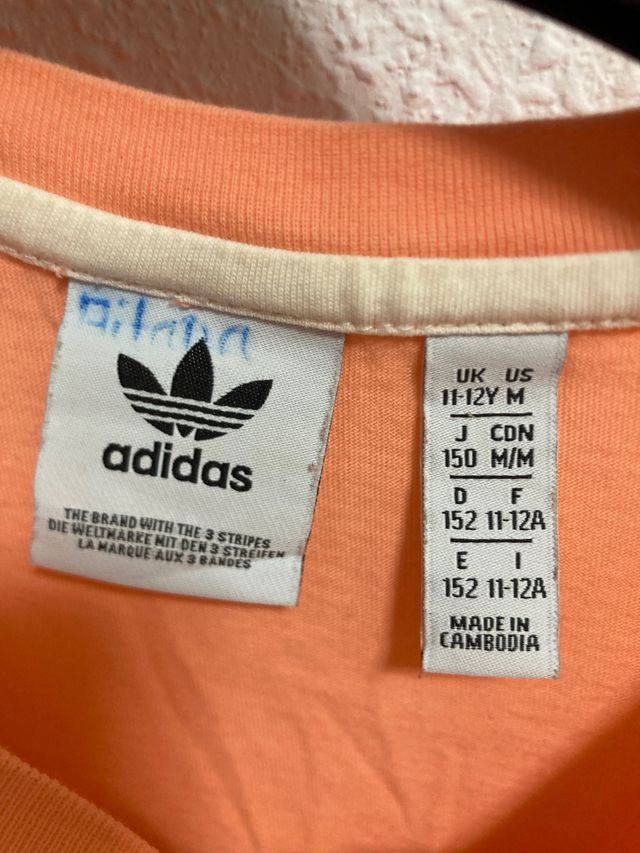 adidas
THE BRAND WITH THE 3 STRIPES
DIE WELTMARKE MIT DEN 3 STREIFEN
LA MARQUE AUX 3 BANDES
UK US
11-12Y M
J CDN
150 M/M
D F
152 11-12A
E I
152 11-12A
MADE IN
CAMBODIA